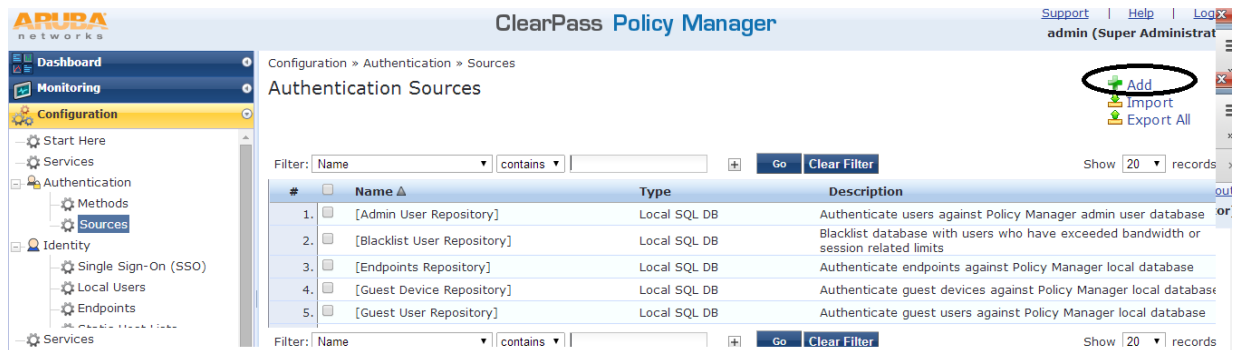 ARUBA
networks
ClearPass Policy Manager
Support | Help |
admin (Super Administrat
Dashboard
Monitoring
Configuration
Start Here
Services
Authentication
Methods
Sources
Identity
Single Sign-On (SSO)
Local Users
Endpoints
Static Host Lists
Services
Configuration » Authentication » Sources
Authentication Sources
Add
Import
Export All
Filter: Name contains + Go Clear Filter Show 20 records
# Name Type Description
1. [Admin User Repository] Local SQL DB Authenticate users against Policy Manager admin user database
2. [Blacklist User Repository] Local SQL DB Blacklist database with users who have exceeded bandwidth or
session related limits
3. [Endpoints Repository] Local SQL DB Authenticate endpoints against Policy Manager local database
4. [Guest Device Repository] Local SQL DB Authenticate guest devices against Policy Manager local database
5. [Guest User Repository] Local SQL DB Authenticate guest users against Policy Manager local database
Filter: Name contains + Go Clear Filter Show 20 records